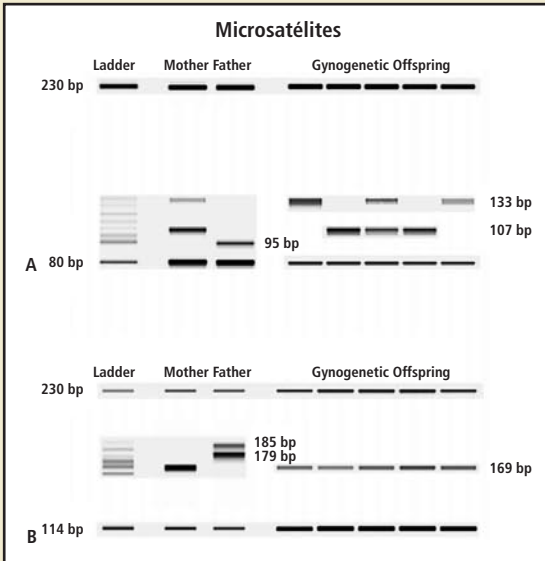 Microsatélites
Ladder Mother Father Gynogenetic Offspring
230 bp
133 bp
107 bp
95 bp
A 80 bp
Ladder Mother Father Gynogenetic Offspring
230 bp
185 bp
179 bp
169 bp
B 114 bp